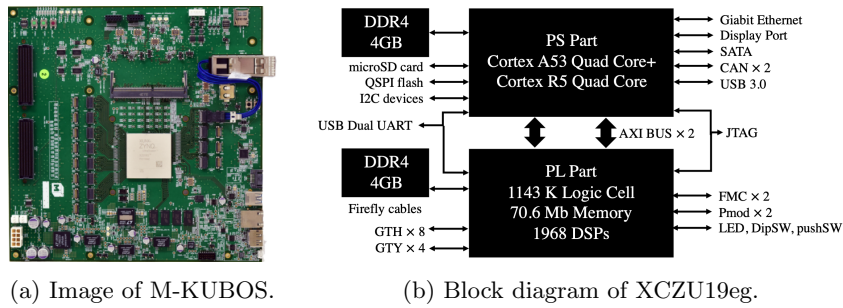 DDR4
4GB
microSD card
QSPI flash
I2C devices
USB Dual UART
DDR4
4GB
Firefly cables
GTH × 8
GTY × 4
PS Part
Cortex A53 Quad Core+
Cortex R5 Quad Core
AXI BUS × 2
PL Part
1143 K Logic Cell
70.6 Mb Memory
1968 DSPs
Giabit Ethernet
Display Port
SATA
CAN × 2
USB 3.0
JTAG
FMC × 2
Pmod × 2
LED, DipSW, pushSW
(a) Image of M-KUBOS.
(b) Block diagram of XCZU19eg.